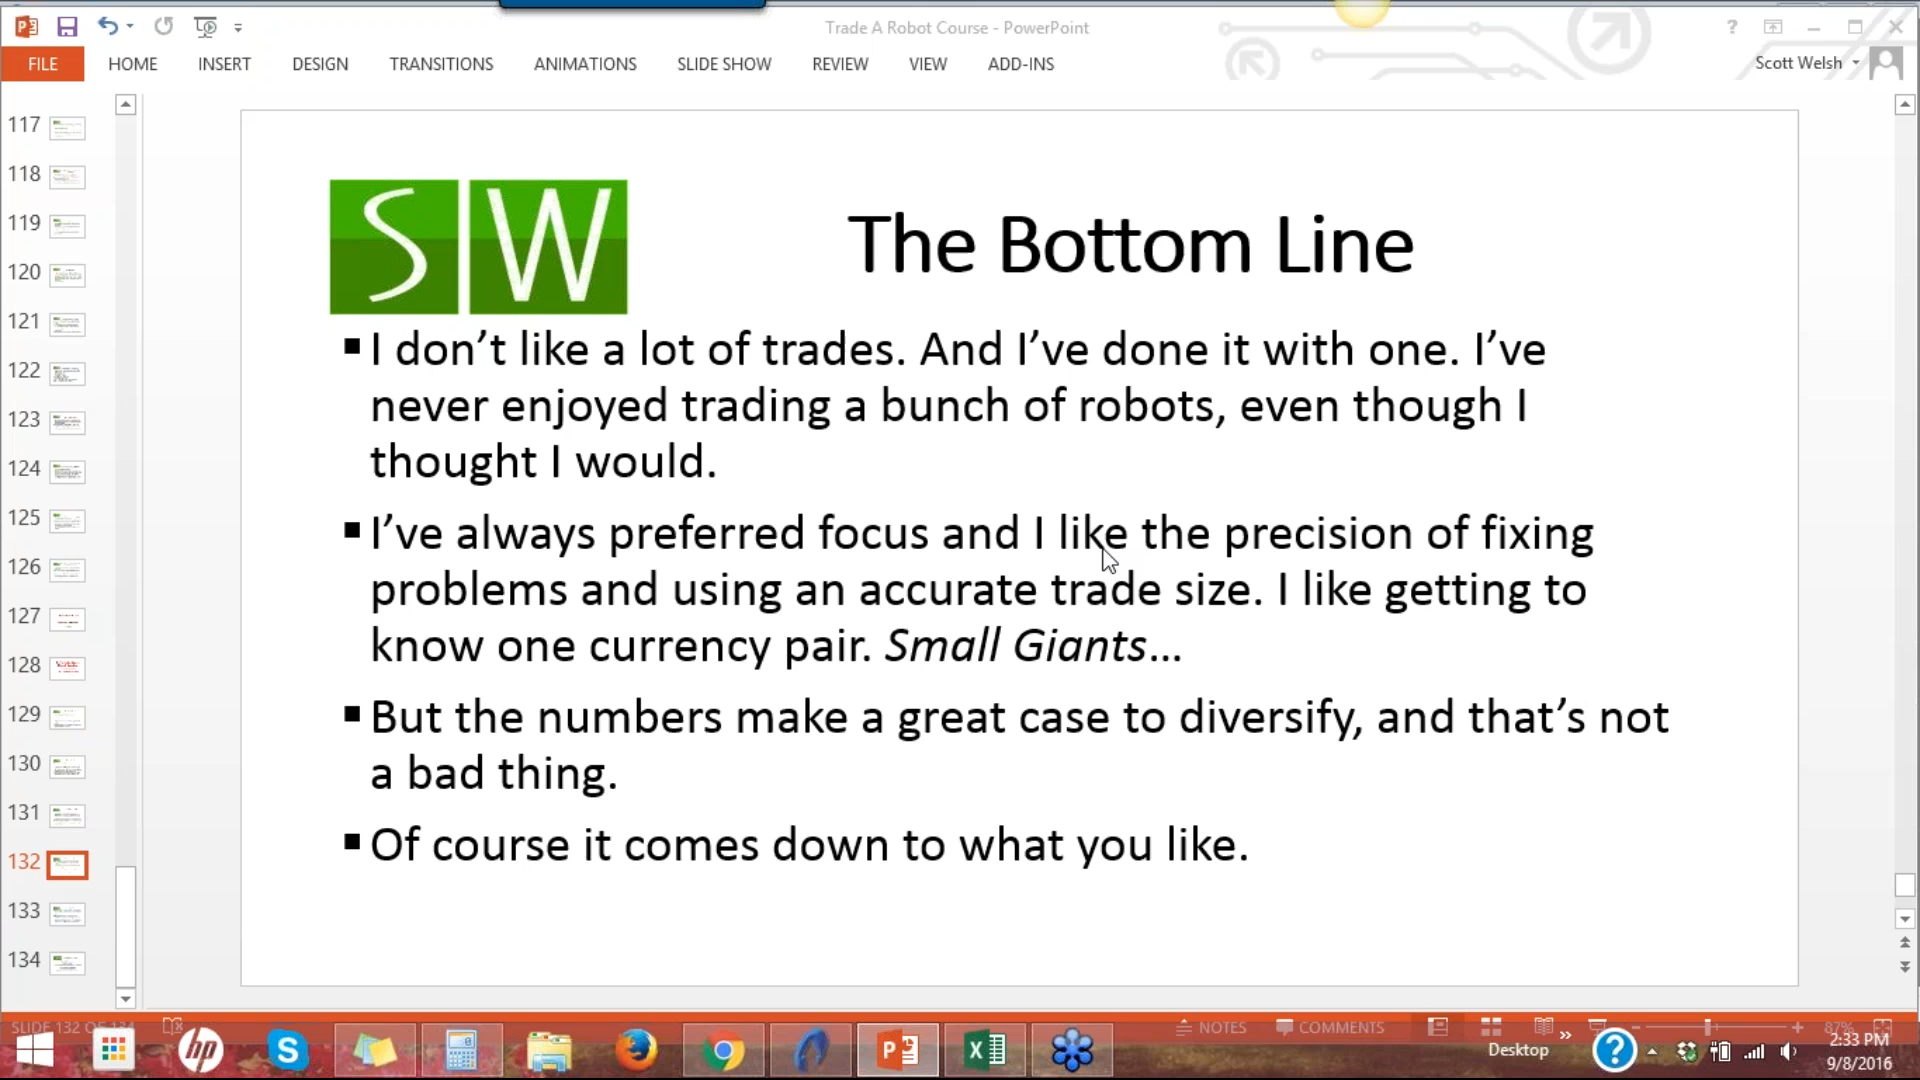 Trade A Robot Course - PowerPoint
?
FILE HOME INSERT DESIGN TRANSITIONS ANIMATIONS SLIDE SHOW REVIEW VIEW ADD-INS
Scott Welsh
117
118
119
120
121
122
123
124
125
126
127
128
129
130
131
132
133
134
SW
The Bottom Line
▪ I don’t like a lot of trades. And I’ve done it with one. I’ve
never enjoyed trading a bunch of robots, even though I
thought I would.
▪ I’ve always preferred focus and I like the precision of fixing
problems and using an accurate trade size. I like getting to
know one currency pair. Small Giants…
▪ But the numbers make a great case to diversify, and that’s not
a bad thing.
▪ Of course it comes down to what you like.
SLIDE 132 OF 134
NOTES COMMENTS 87%
Desktop
2:33 PM
9/8/2016